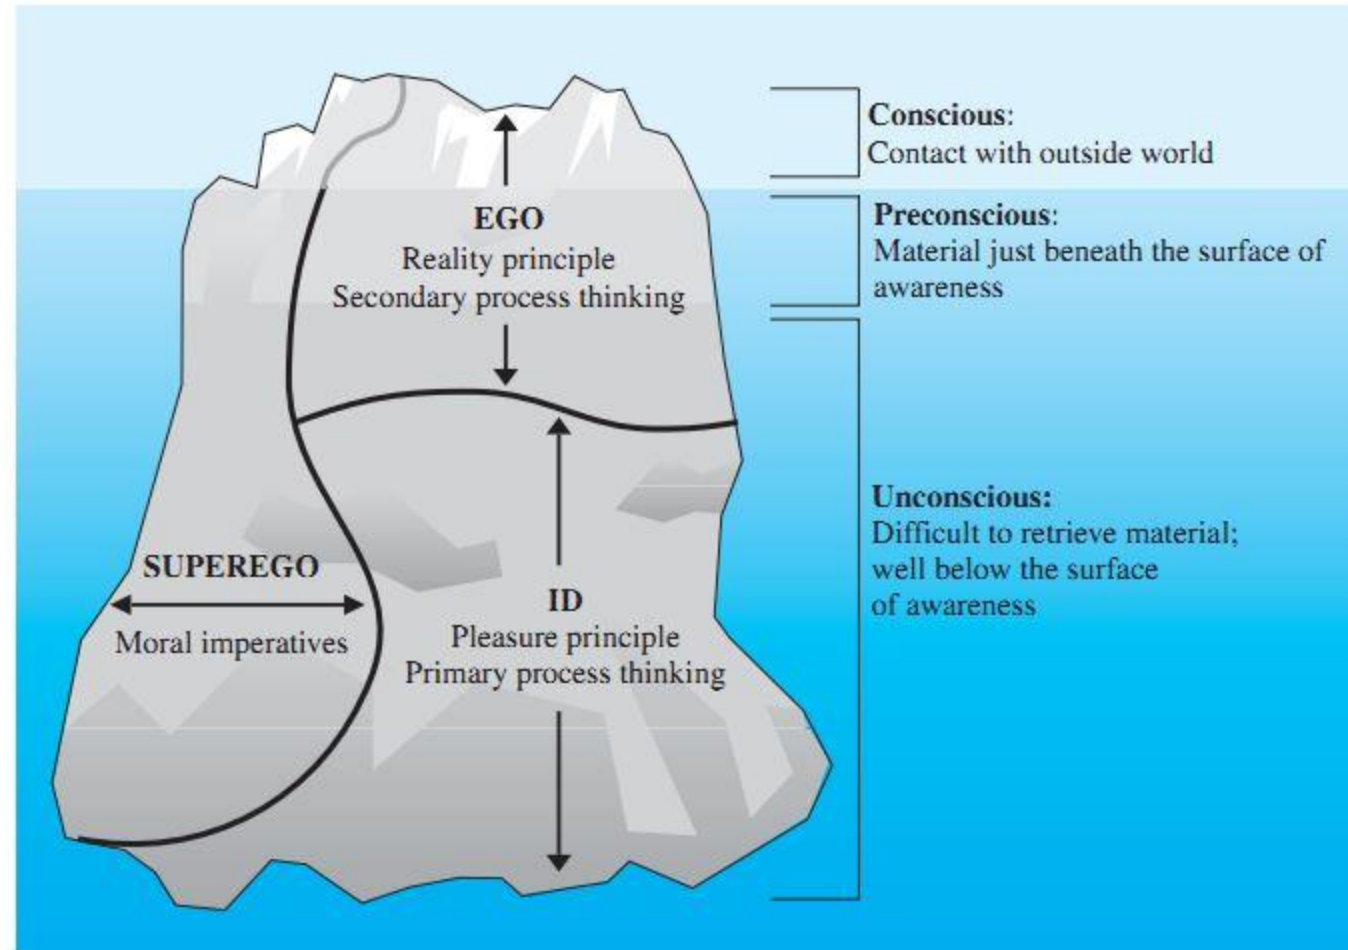 Conscious:
Contact with outside world
Preconscious:
Material just beneath the surface of
awareness
EGO
Reality principle
Secondary process thinking
Unconscious:
Difficult to retrieve material;
well below the surface
of awareness
SUPEREGO
Moral imperatives
ID
Pleasure principle
Primary process thinking